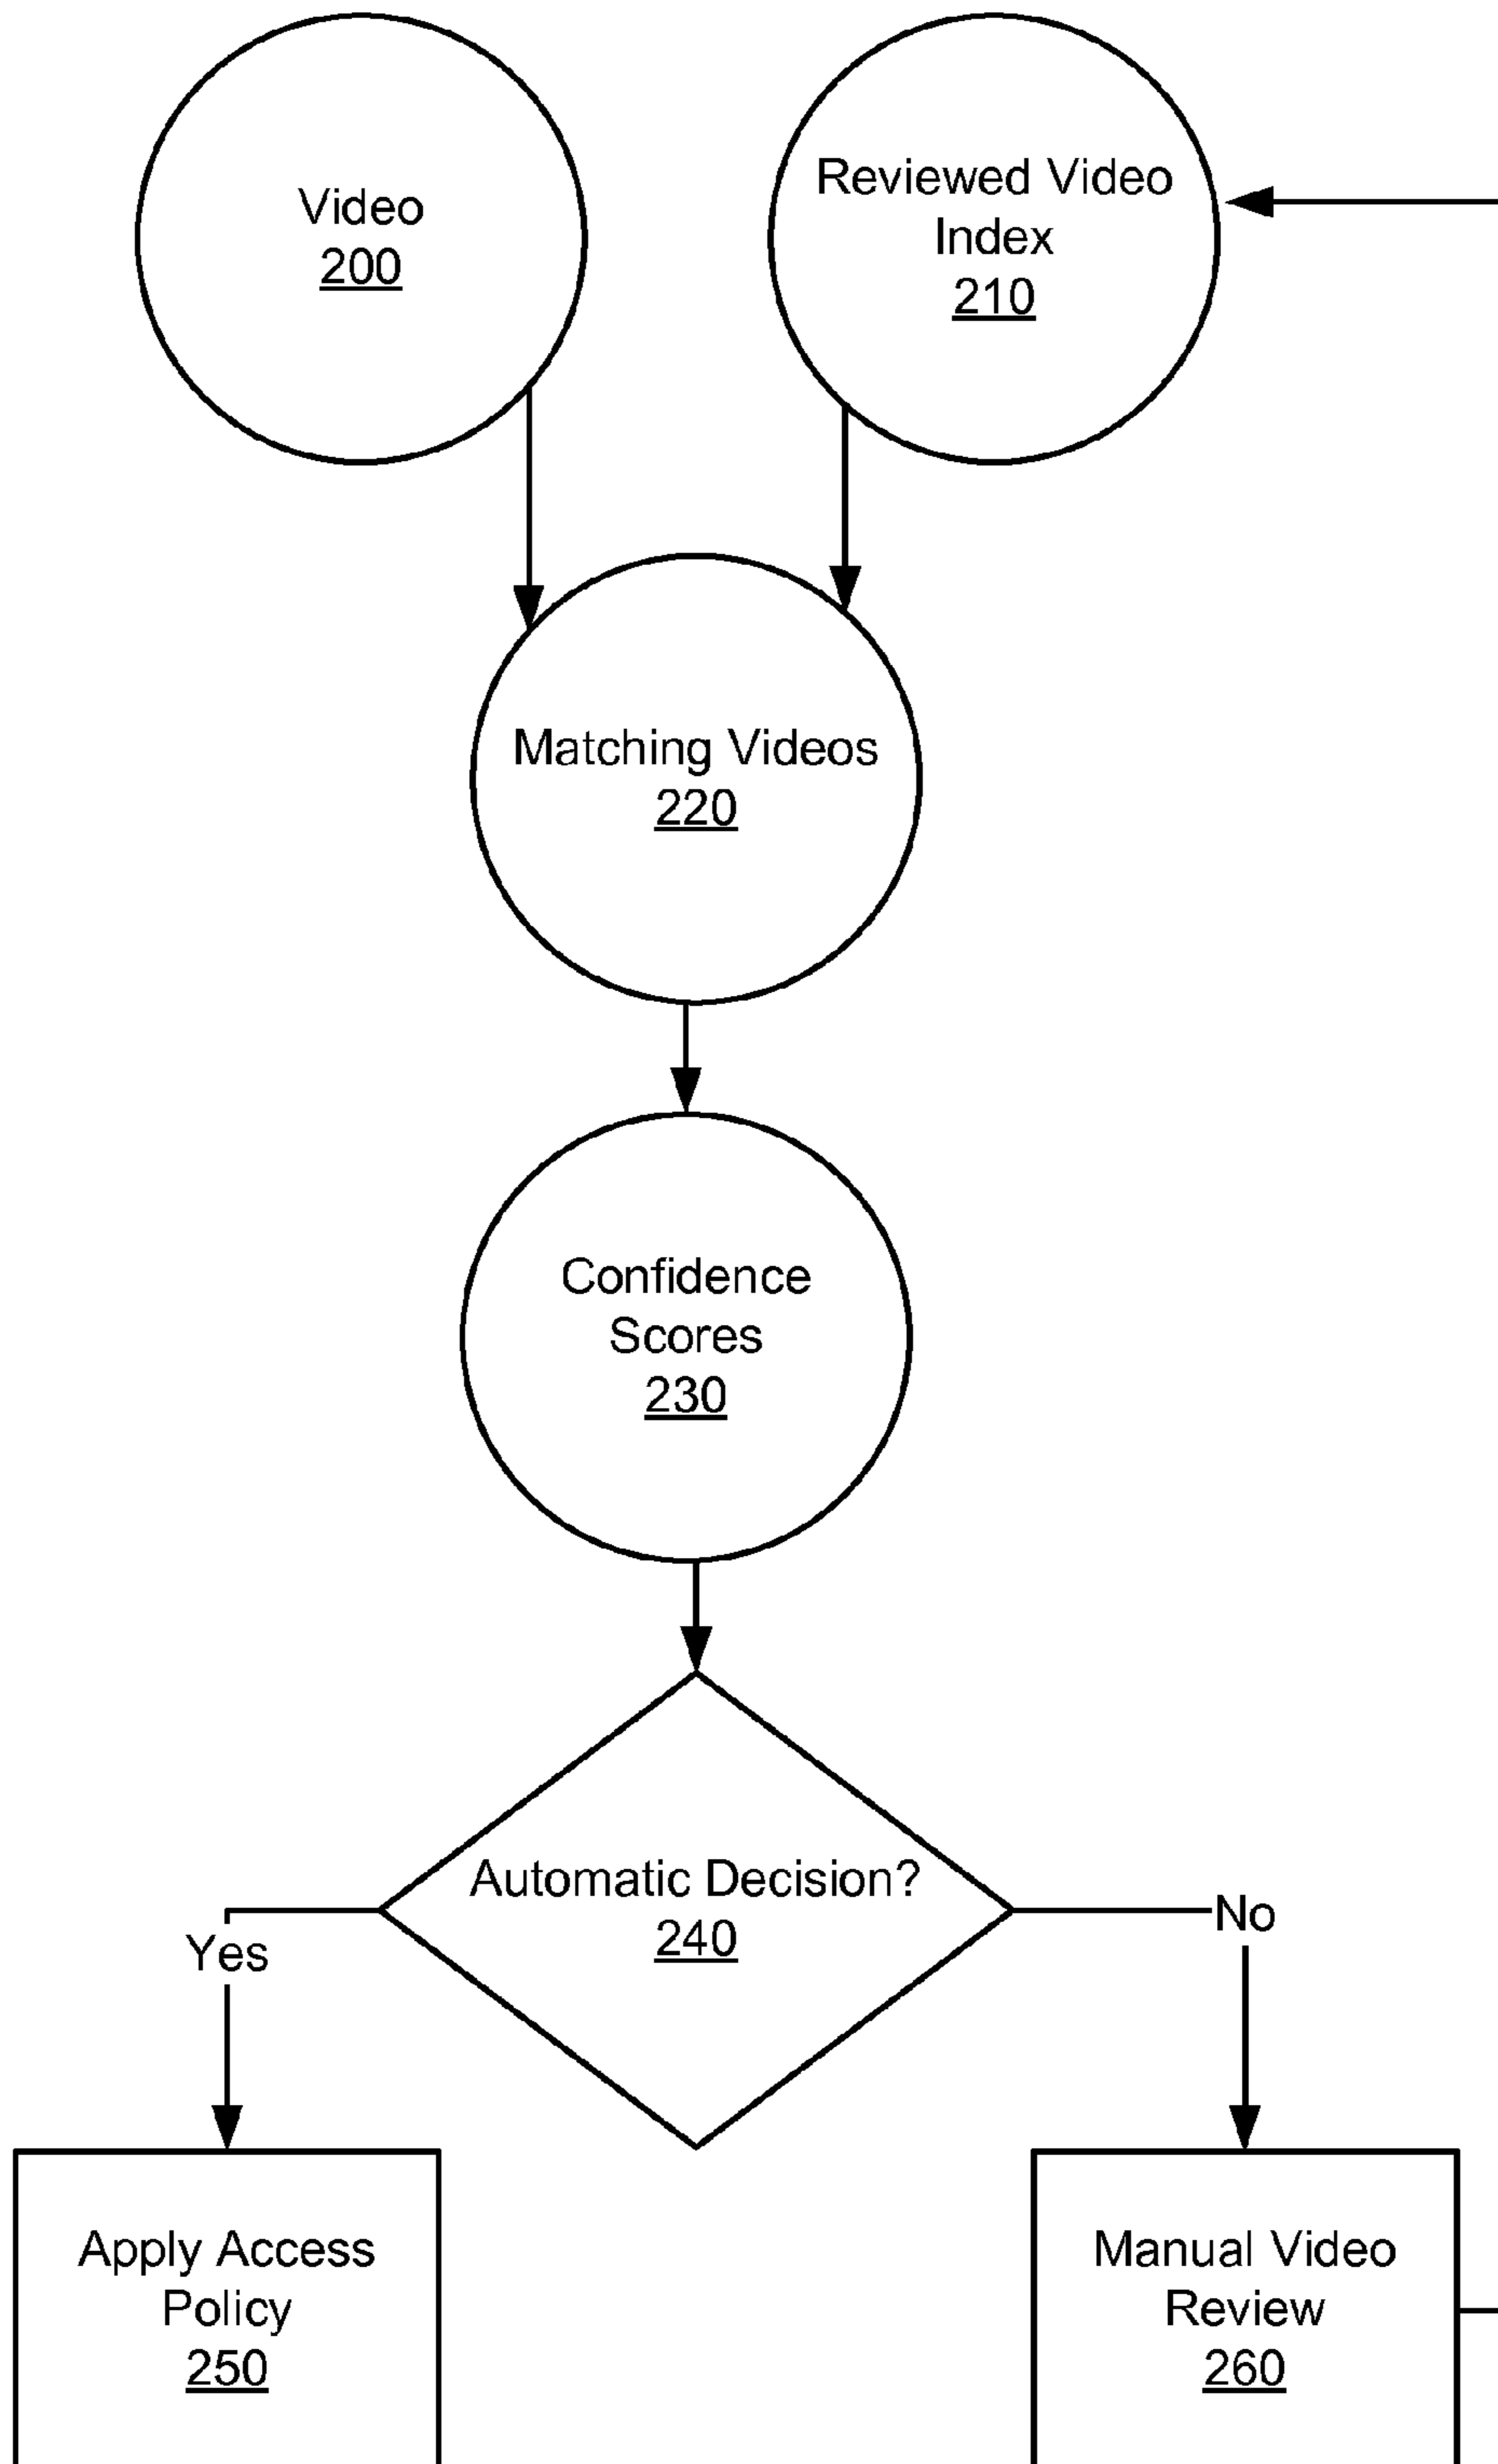 Video
200
Reviewed Video
Index
210
Matching Videos
220
Confidence
Scores
230
Automatic Decision?
240
Yes
No
Apply Access
Policy
250
Manual Video
Review
260